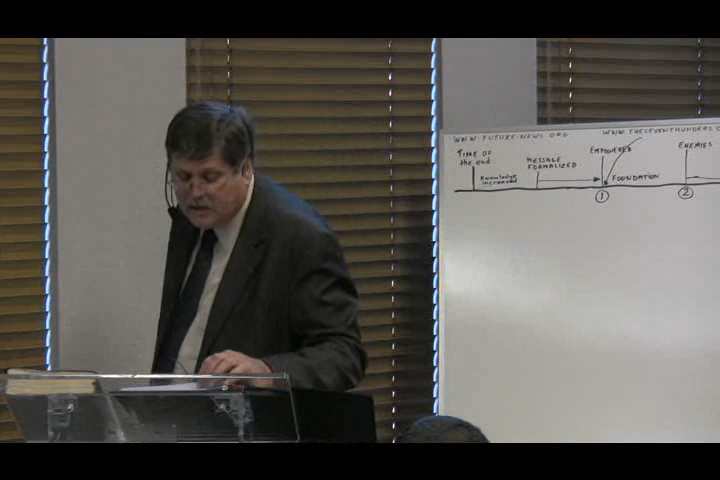 WWW.FUTURE-NEWS.ORG WWW.THESEVENTHUNDERS.O
TIME OF the end
MESSAGE FORMALIZED
EMPOWERED
ENEMIES
Knowledge increased
FOUNDATION
1
2